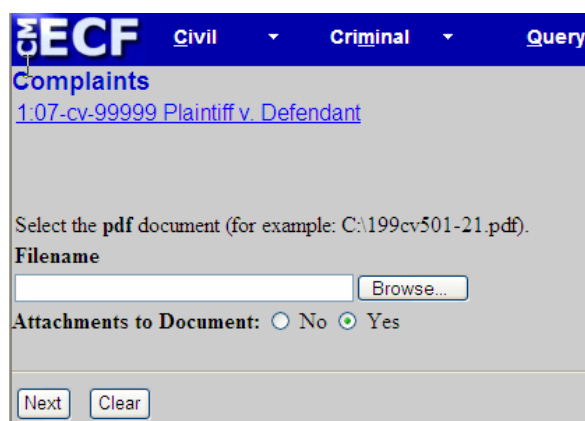 CM ECF Civil Criminal Query
Complaints
1:07-cv-99999 Plaintiff v. Defendant
Select the pdf document (for example: C:\199cv501-21.pdf).
Filename
Browse...
Attachments to Document: No Yes
Next Clear